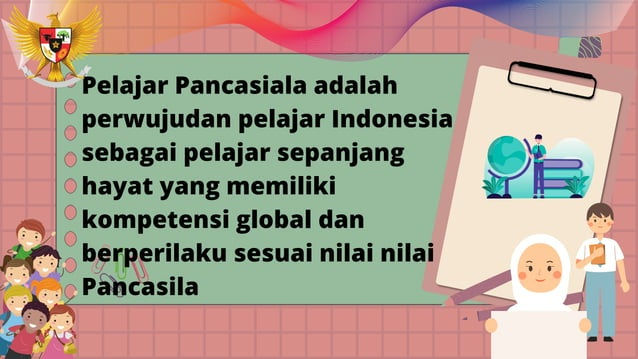 Pelajar Pancasiala adalah
perwujudan pelajar Indonesia
sebagai pelajar sepanjang
hayat yang memiliki
kompetensi global dan
berperilaku sesuai nilai nilai
Pancasila